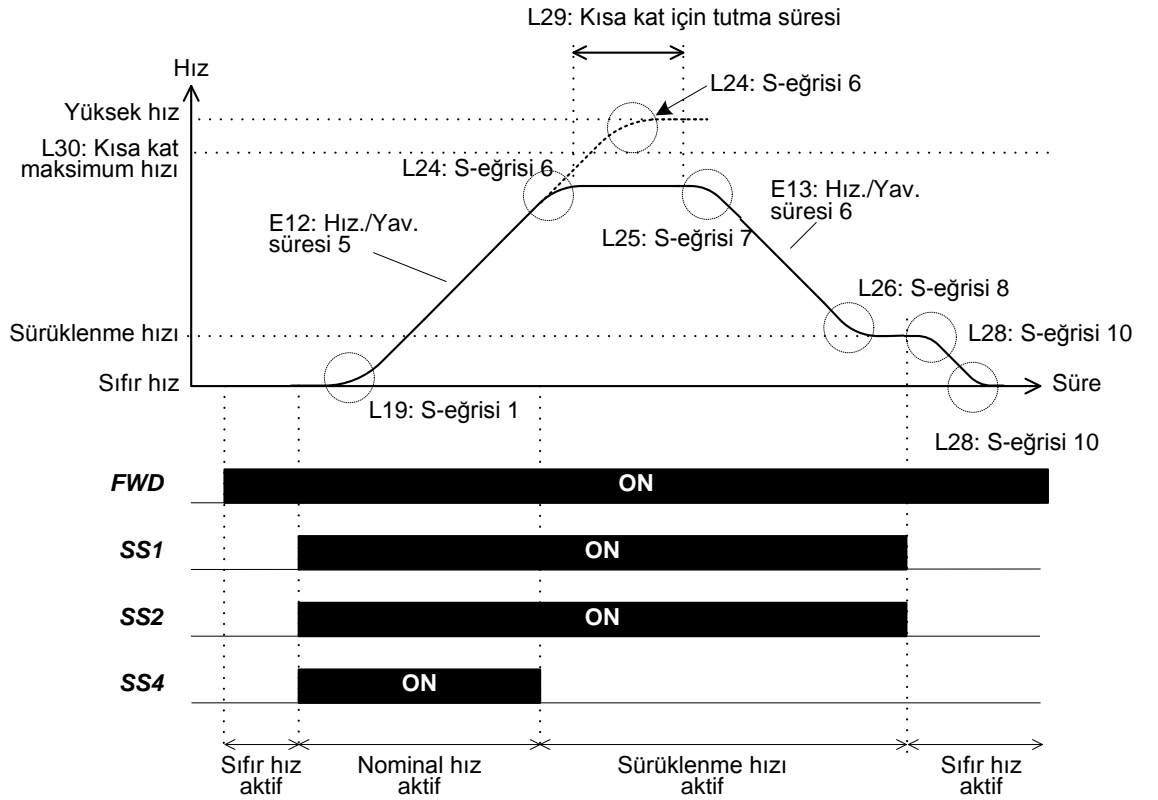 L29: Kısa kat için tutma süresi
Hız
L24: S-eğrisi 6
Yüksek hız
L30: Kısa kat
maksimum hızı
L24: S-eğrisi 6
E13: Hız./Yav.
süresi 6
E12: Hız./Yav.
süresi 5
L25: S-eğrisi 7
L26: S-eğrisi 8
Sürüklenme hızı
L28: S-eğrisi 10
Sıfır hız
Süre
L19: S-eğrisi 1
L28: S-eğrisi 10
FWD
ON
SS1
ON
SS2
ON
SS4
ON
Sıfır hız
aktif
Nominal hız
aktif
Sürüklenme hızı
aktif
Sıfır hız
aktif